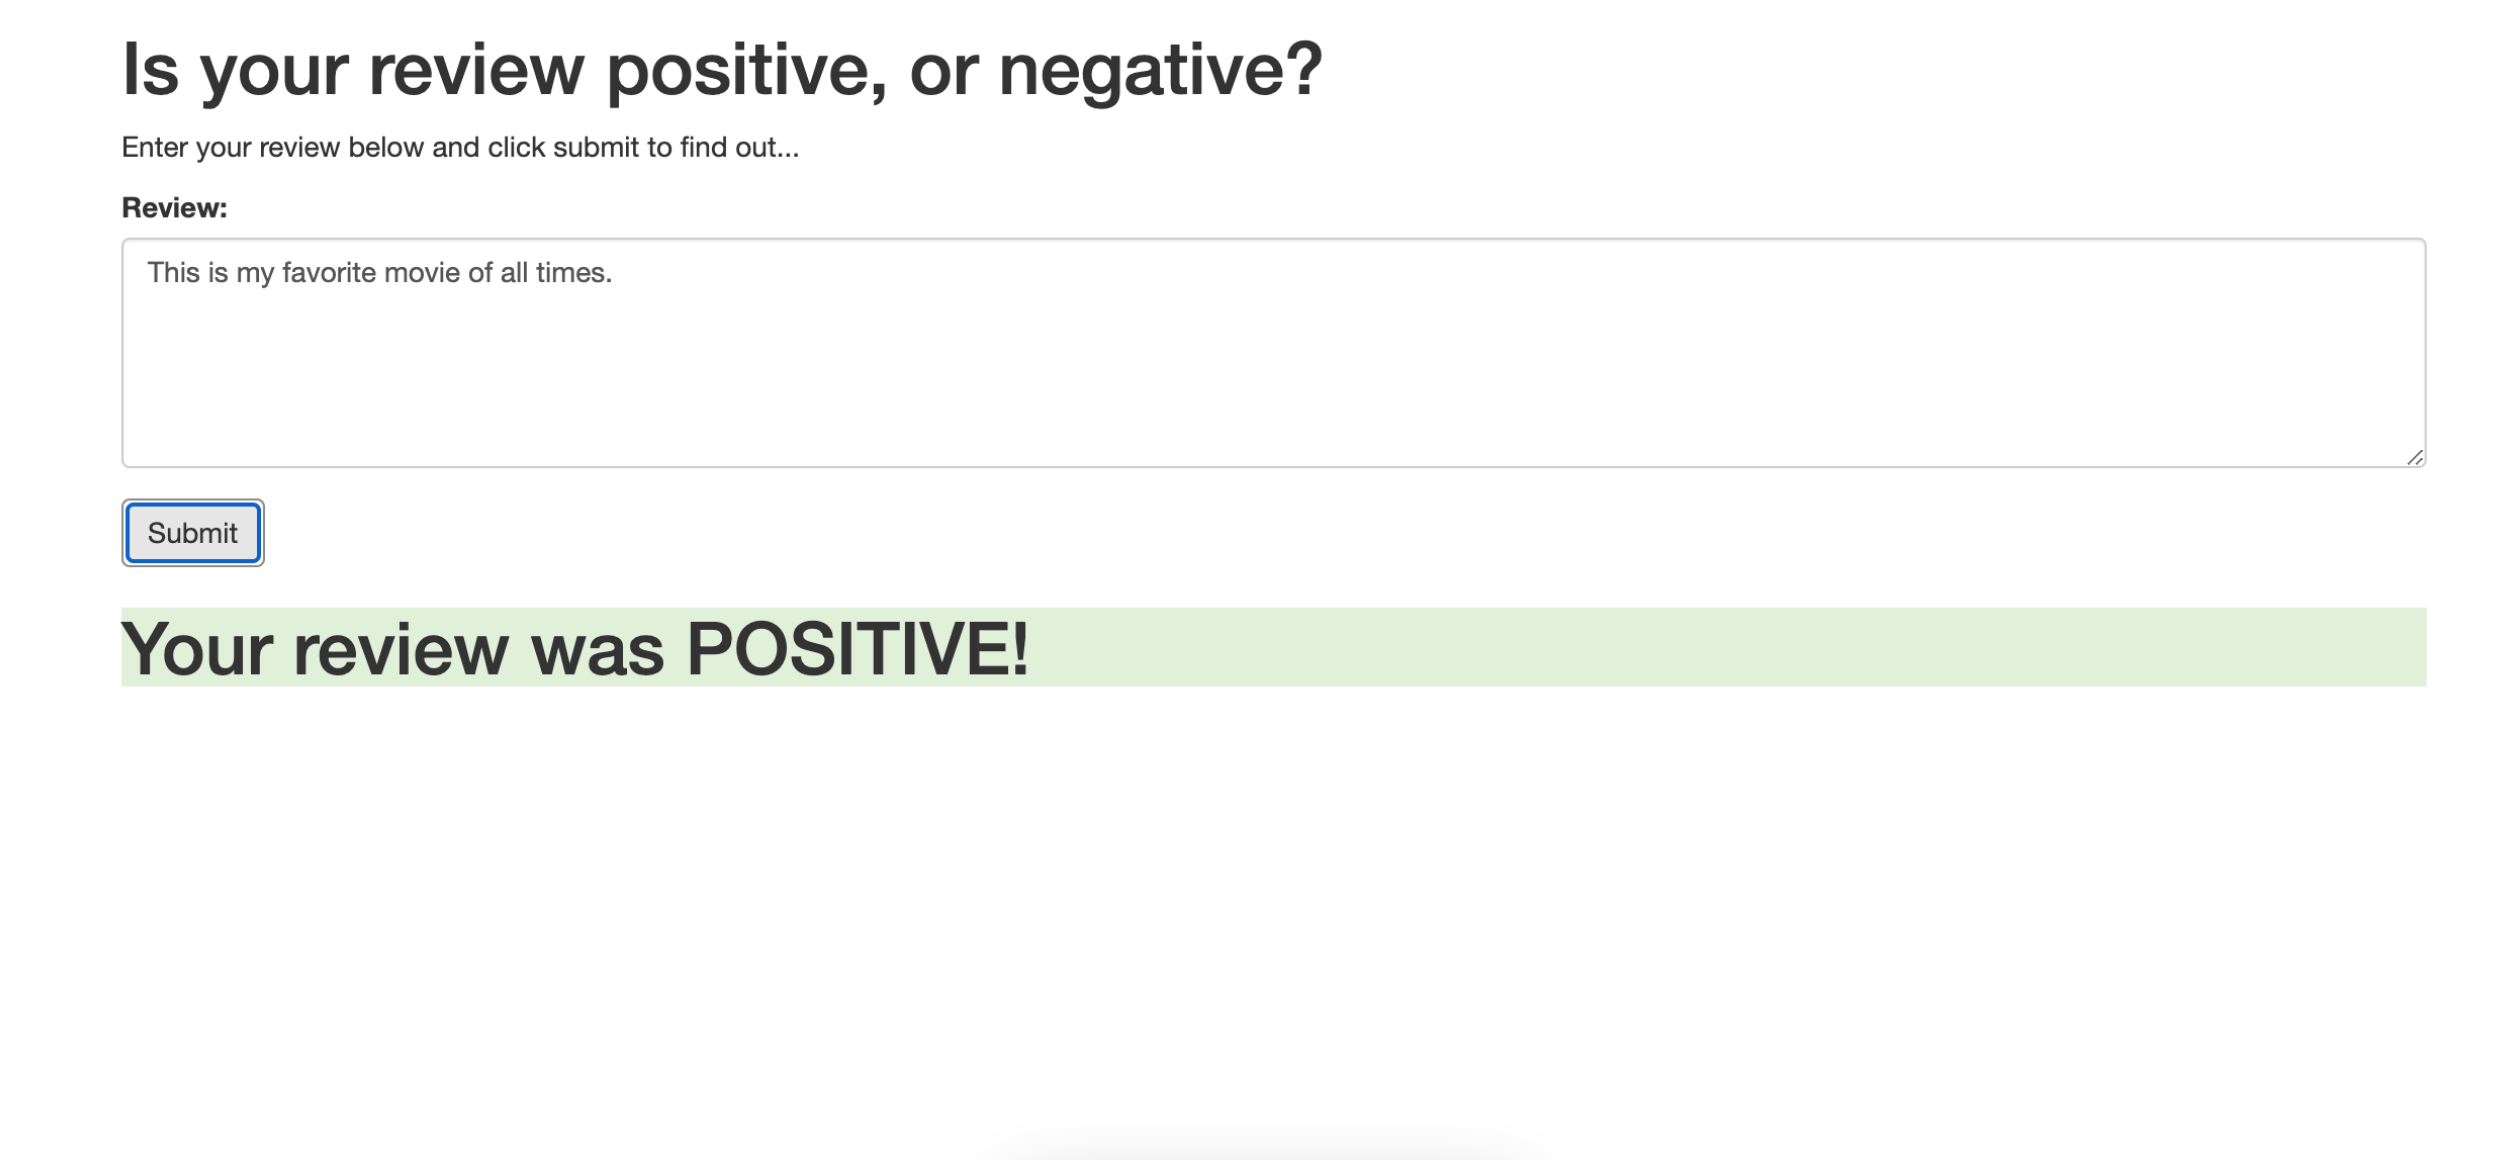 Is your review positive, or negative?
Enter your review below and click submit to find out...
Review:
This is my favorite movie of all times.
Submit
Your review was POSITIVE!